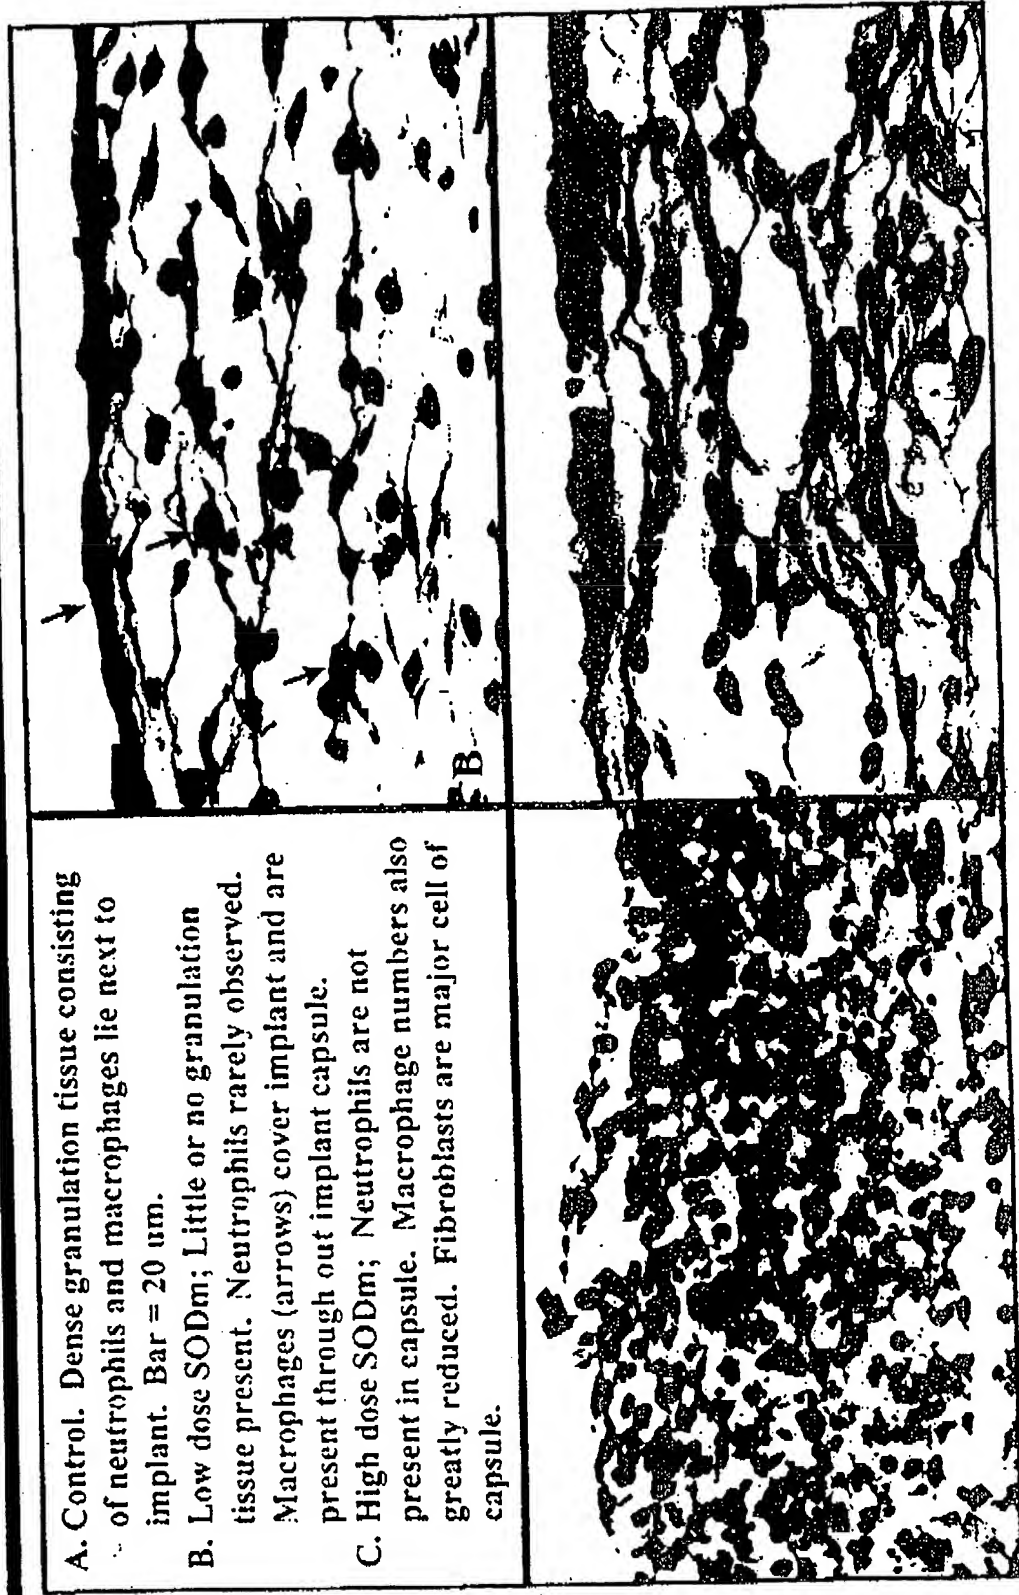 A. Control. Dense granulation tissue consisting
of neutrophils and macrophages lie next to
implant. Bar = 20 um.
B. Low dose SODm; Little or no granulation
tissue present. Neutrophils rarely observed.
Macrophages (arrows) cover implant and are
present through out implant capsule.
C. High dose SODm; Neutrophils are not
present in capsule. Macrophage numbers also
greatly reduced. Fibroblasts are major cell of
capsule.
B